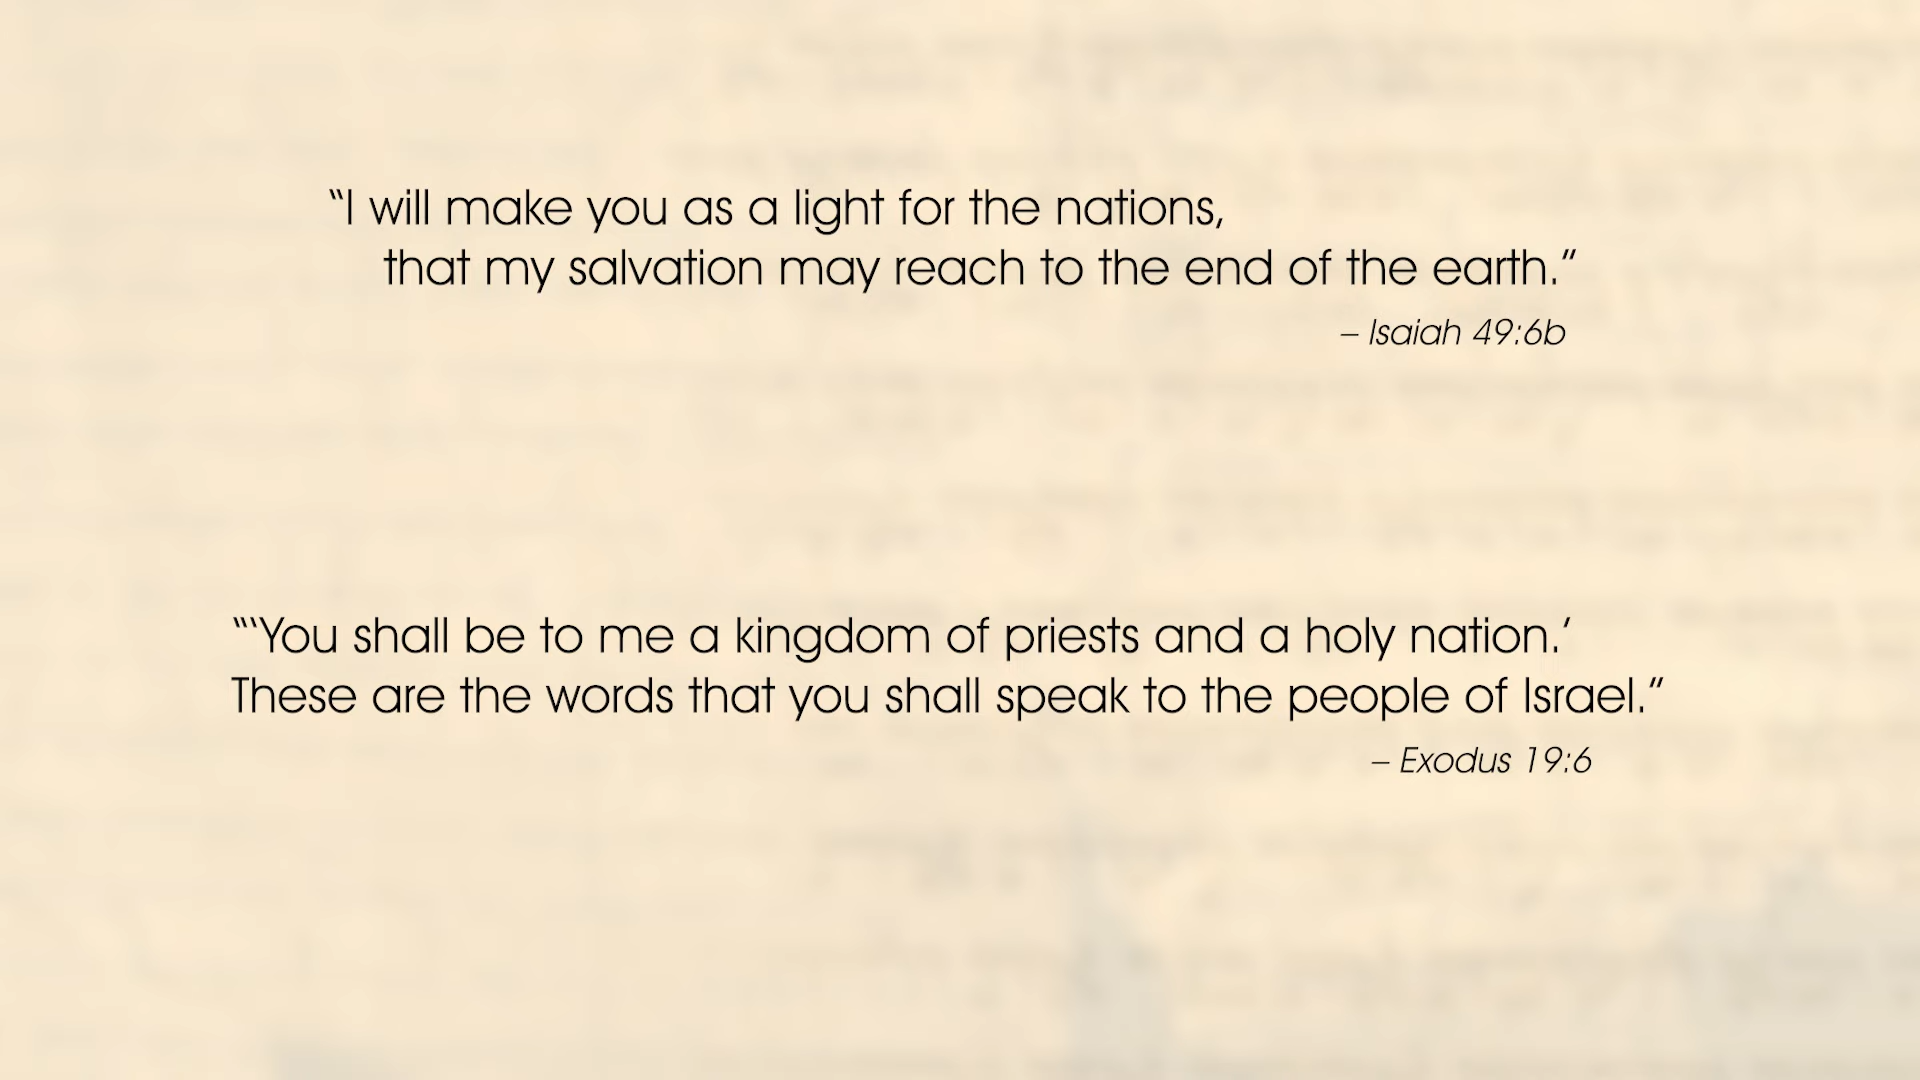 “I will make you as a light for the nations,
that my salvation may reach to the end of the earth.”
– Isaiah 49:6b
“‘You shall be to me a kingdom of priests and a holy nation.’
These are the words that you shall speak to the people of Israel.”
– Exodus 19:6